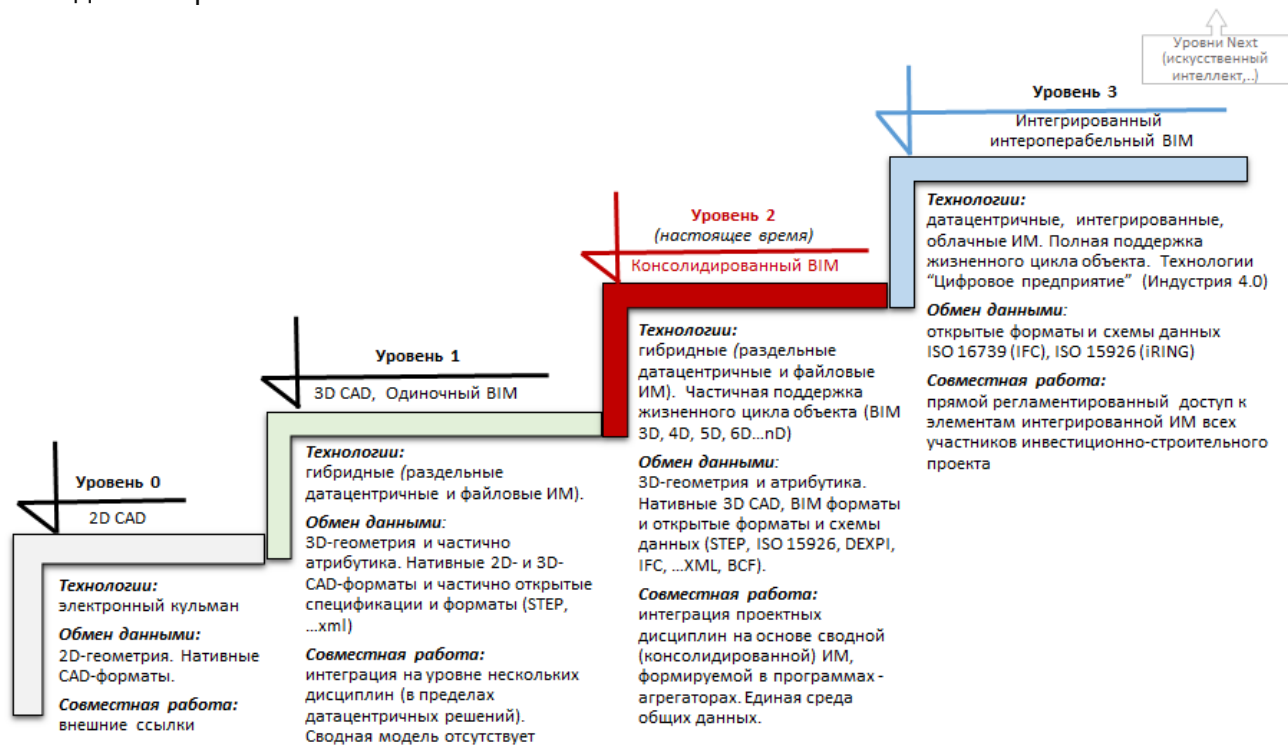 Уровни Next
(искусственный
интеллект,..)
Уровень 3
Интегрированный
интероперабельный BIM
Технологии:
датацентричные, интегрированные,
облачные ИМ. Полная поддержка
жизненного цикла объекта. Технологии
“Цифровое предприятие” (Индустрия 4.0)
Обмен данными:
открытые форматы и схемы данных
ISO 16739 (IFC), ISO 15926 (iRING)
Совместная работа:
прямой регламентированный доступ к
элементам интегрированной ИМ всех
участников инвестиционно-строительного
проекта
Уровень 2
(настоящее время)
Консолидированный BIM
Технологии:
гибридные (раздельные
датацентричные и файловые
ИМ). Частичная поддержка
жизненного цикла объекта (BIM
3D, 4D, 5D, 6D…nD)
Обмен данными:
3D-геометрия и атрибутика.
Нативные 3D CAD, BIM форматы
и открытые форматы и схемы
данных (STEP, ISO 15926, DEXPI,
IFC, …XML, BCF).
Совместная работа:
интеграция проектных
дисциплин на основе сводной
(консолидированной) ИМ,
формируемой в программах -
агрегаторах. Единая среда
общих данных.
Уровень 1
3D CAD, Одиночный BIM
Технологии:
гибридные (раздельные
датацентричные и файловые ИМ).
Обмен данными:
3D-геометрия и частично
атрибутика. Нативные 2D- и 3D-
CAD-форматы и частично открытые
спецификации и форматы (STEP,
…xml)
Совместная работа:
интеграция на уровне нескольких
дисциплин (в пределах
датацентричных решений).
Сводная модель отсутствует
Уровень 0
2D CAD
Технологии:
электронный кульман
Обмен данными:
2D-геометрия. Нативные
CAD-форматы.
Совместная работа:
внешние ссылки